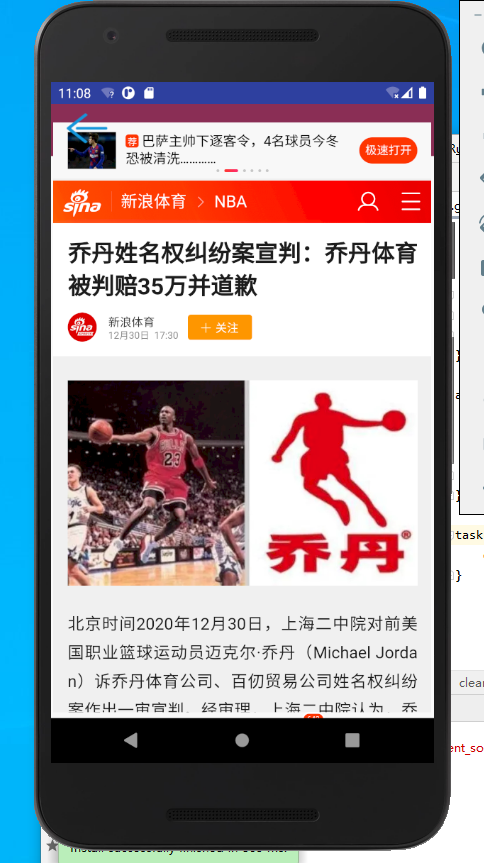 11:08
荐 巴萨主帅下逐客令，4名球员今冬
恐被清洗…………
极速打开
sina
新浪体育 > NBA
乔丹姓名权纠纷案宣判：乔丹体育
被判赔35万并道歉
sina
新浪体育
12月30日 17:30
+ 关注
23
乔丹®
北京时间2020年12月30日，上海二中院对前美
国职业篮球运动员迈克尔·乔丹（Michael Jorda
n）诉乔丹体育公司、百仞贸易公司姓名权纠纷
案作出一审宣判，经审理，上海二中院认为，乔
task
}
}
clear
ent_so
Install successfully finished in